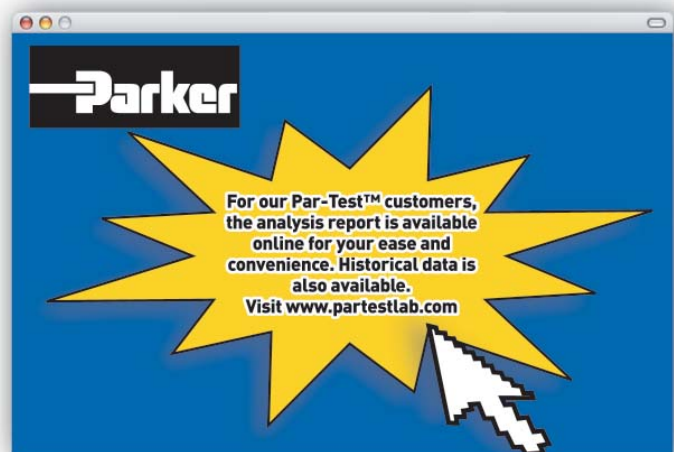 Parker
For our Par-Test™ customers,
the analysis report is available
online for your ease and
convenience. Historical data is
also available.
Visit www.partestlab.com